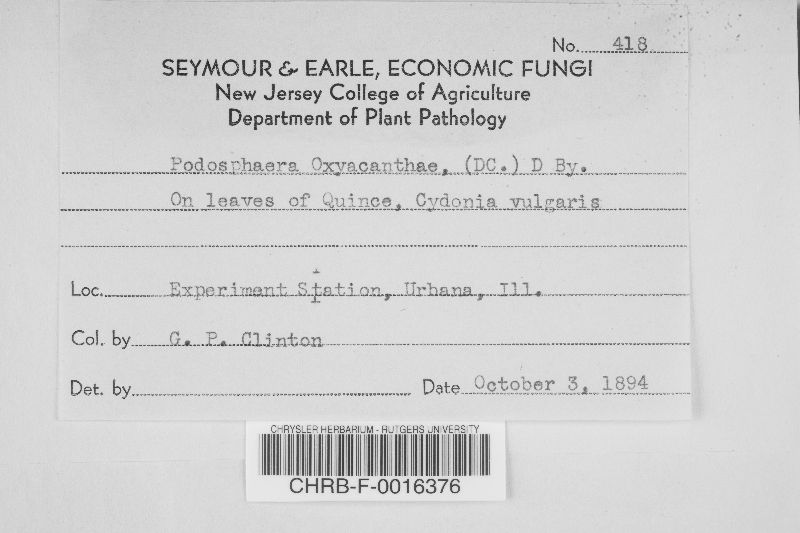 No. 418
SEYMOUR & EARLE, ECONOMIC FUNGI
New Jersey College of Agriculture
Department of Plant Pathology
Podosphaera Oxyacanthae, (DC.) D By.
On leaves of Quince, Cydonia vulgaris
Loc. Experiment Station, Urbana, Ill.
Col. by G. P. Clinton
Det. by
Date October 3, 1894
CHRYSLER HERBARIUM - RUTGERS UNIVERSITY
CHRB-F-0016376